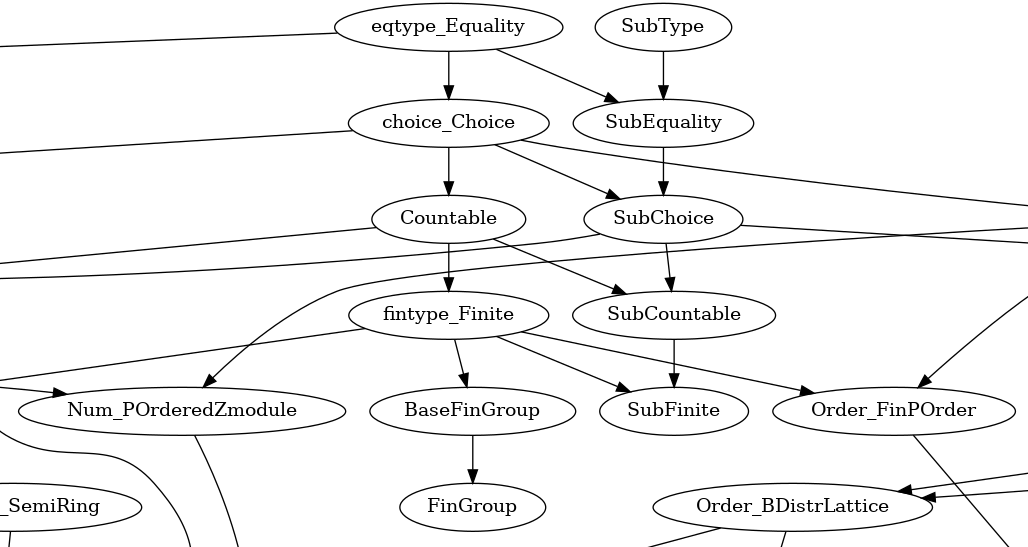 eqtype_Equality
SubType
choice_Choice
SubEquality
Countable
SubChoice
fintype_Finite
SubCountable
Num_POrderedZmodule
BaseFinGroup
SubFinite
Order_FinPOrder
_SemiRing
FinGroup
Order_BDistrLattice